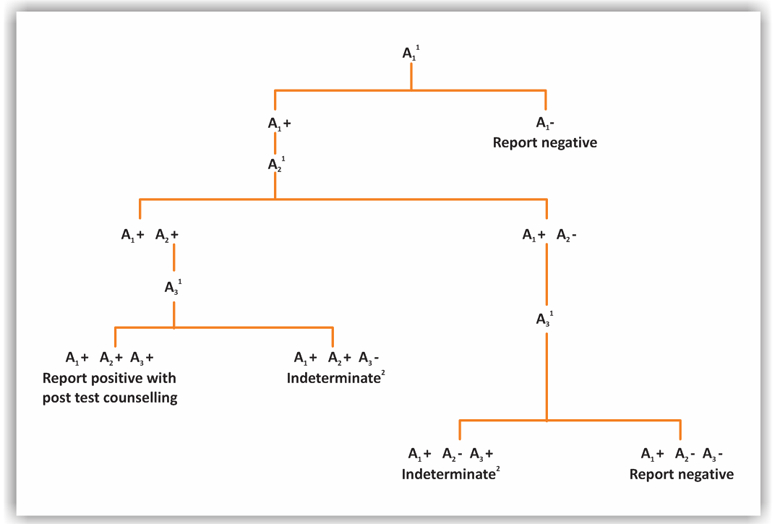 A₁¹
A₁+
A₁-
Report negative
A₂¹
A₁+ A₂+
A₁+ A₂-
A₃¹
A₃¹
A₁+ A₂+ A₃+
Report positive with
post test counselling
A₁+ A₂+ A₃-
Indeterminate²
A₁+ A₂- A₃+
Indeterminate²
A₁+ A₂- A₃-
Report negative